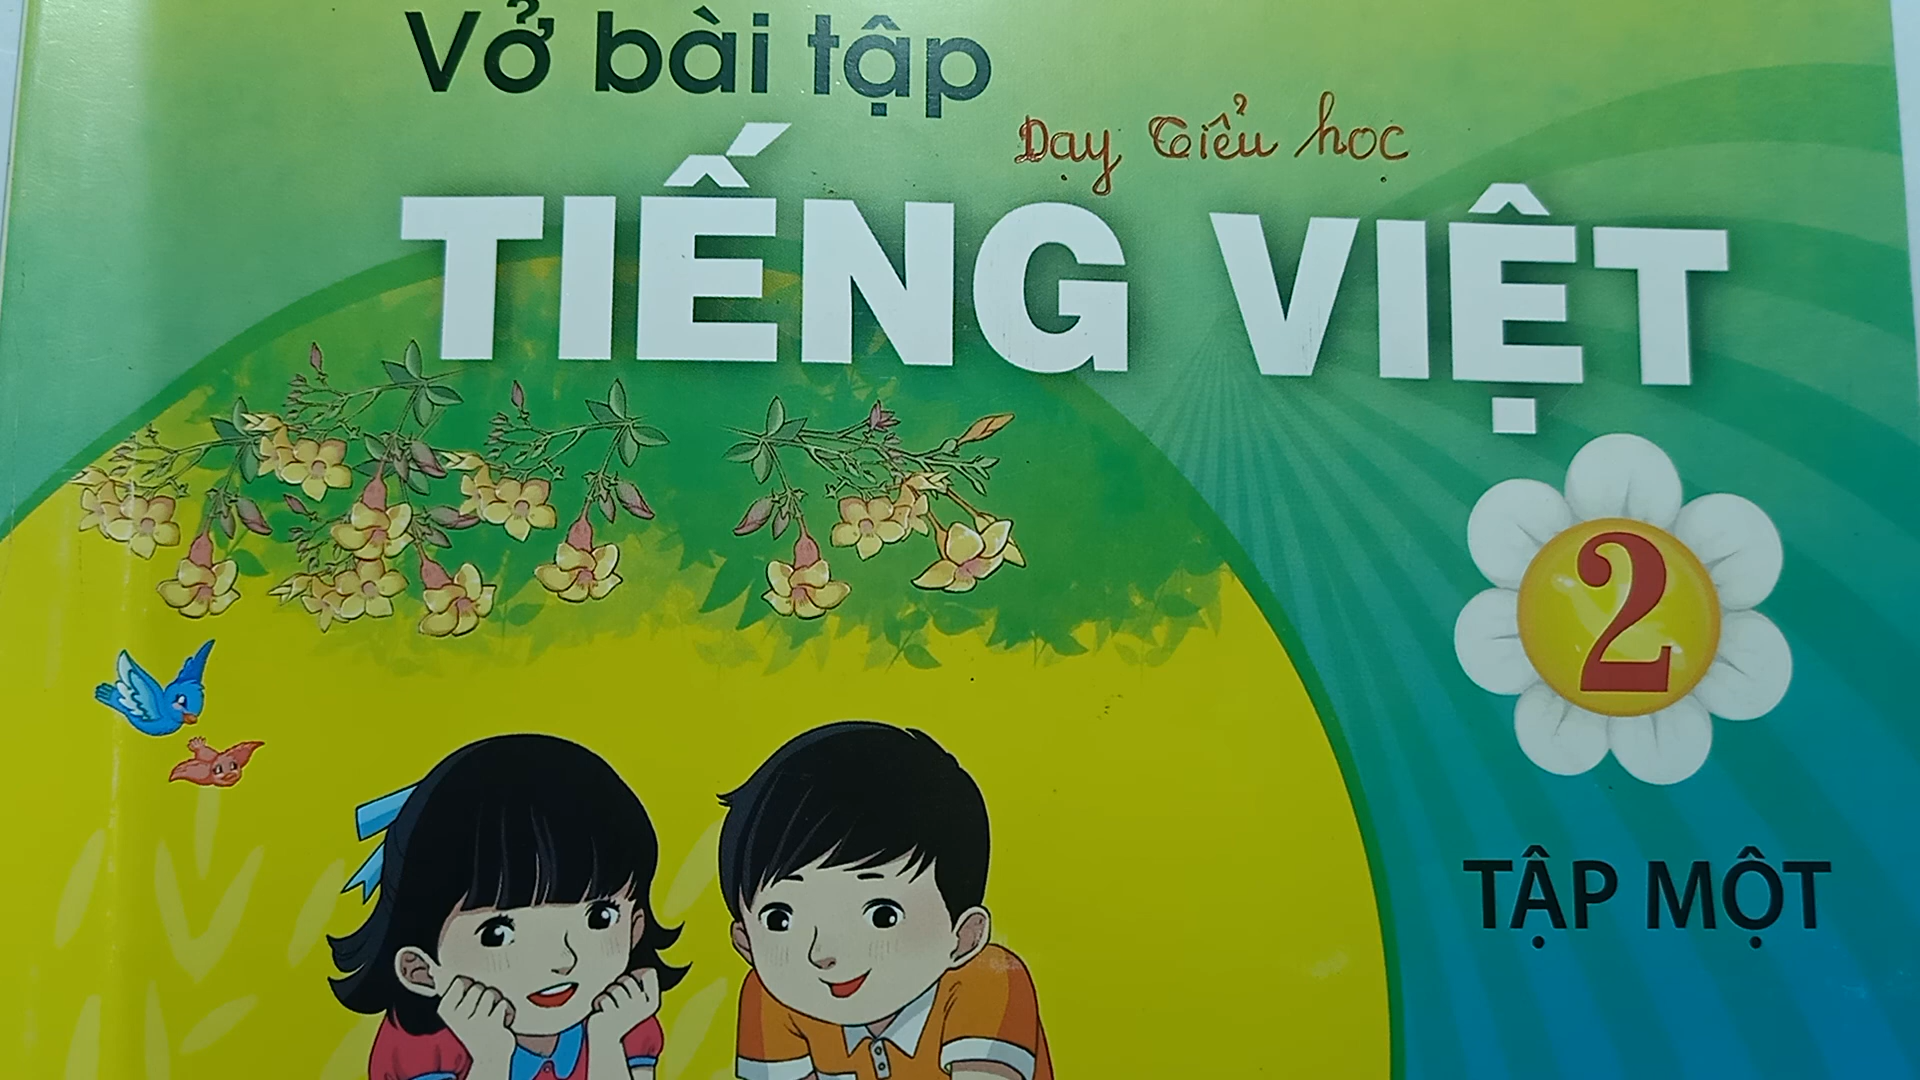 Vở bài tập
Dạy Tiểu học
TIẾNG VIỆT
2
TẬP MỘT